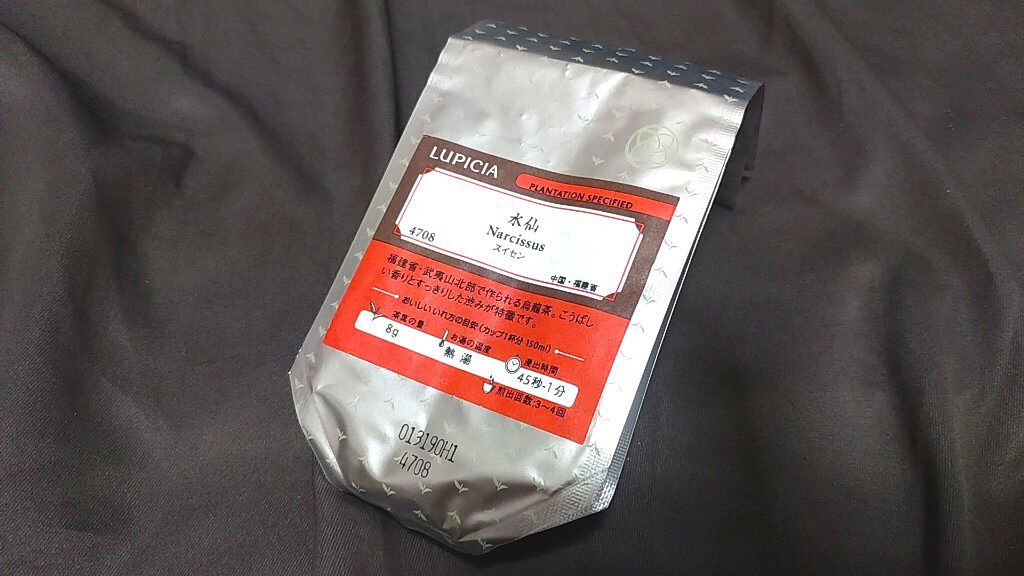 LUPICIA
PLANTATION SPECIFIED
水仙
Narcissus
スイセン
4708
中国・福建省
福建省・武夷山北部で作られる烏龍茶。こうばし
い香りとすっきりした渋みが特徴です。
おいしいいれ方の目安(カップ1杯分 150ml)
茶葉の量
お湯の温度
浸出時間
8g
熱湯
45秒-1分
煎出回数:3～4回
013190H1
4708